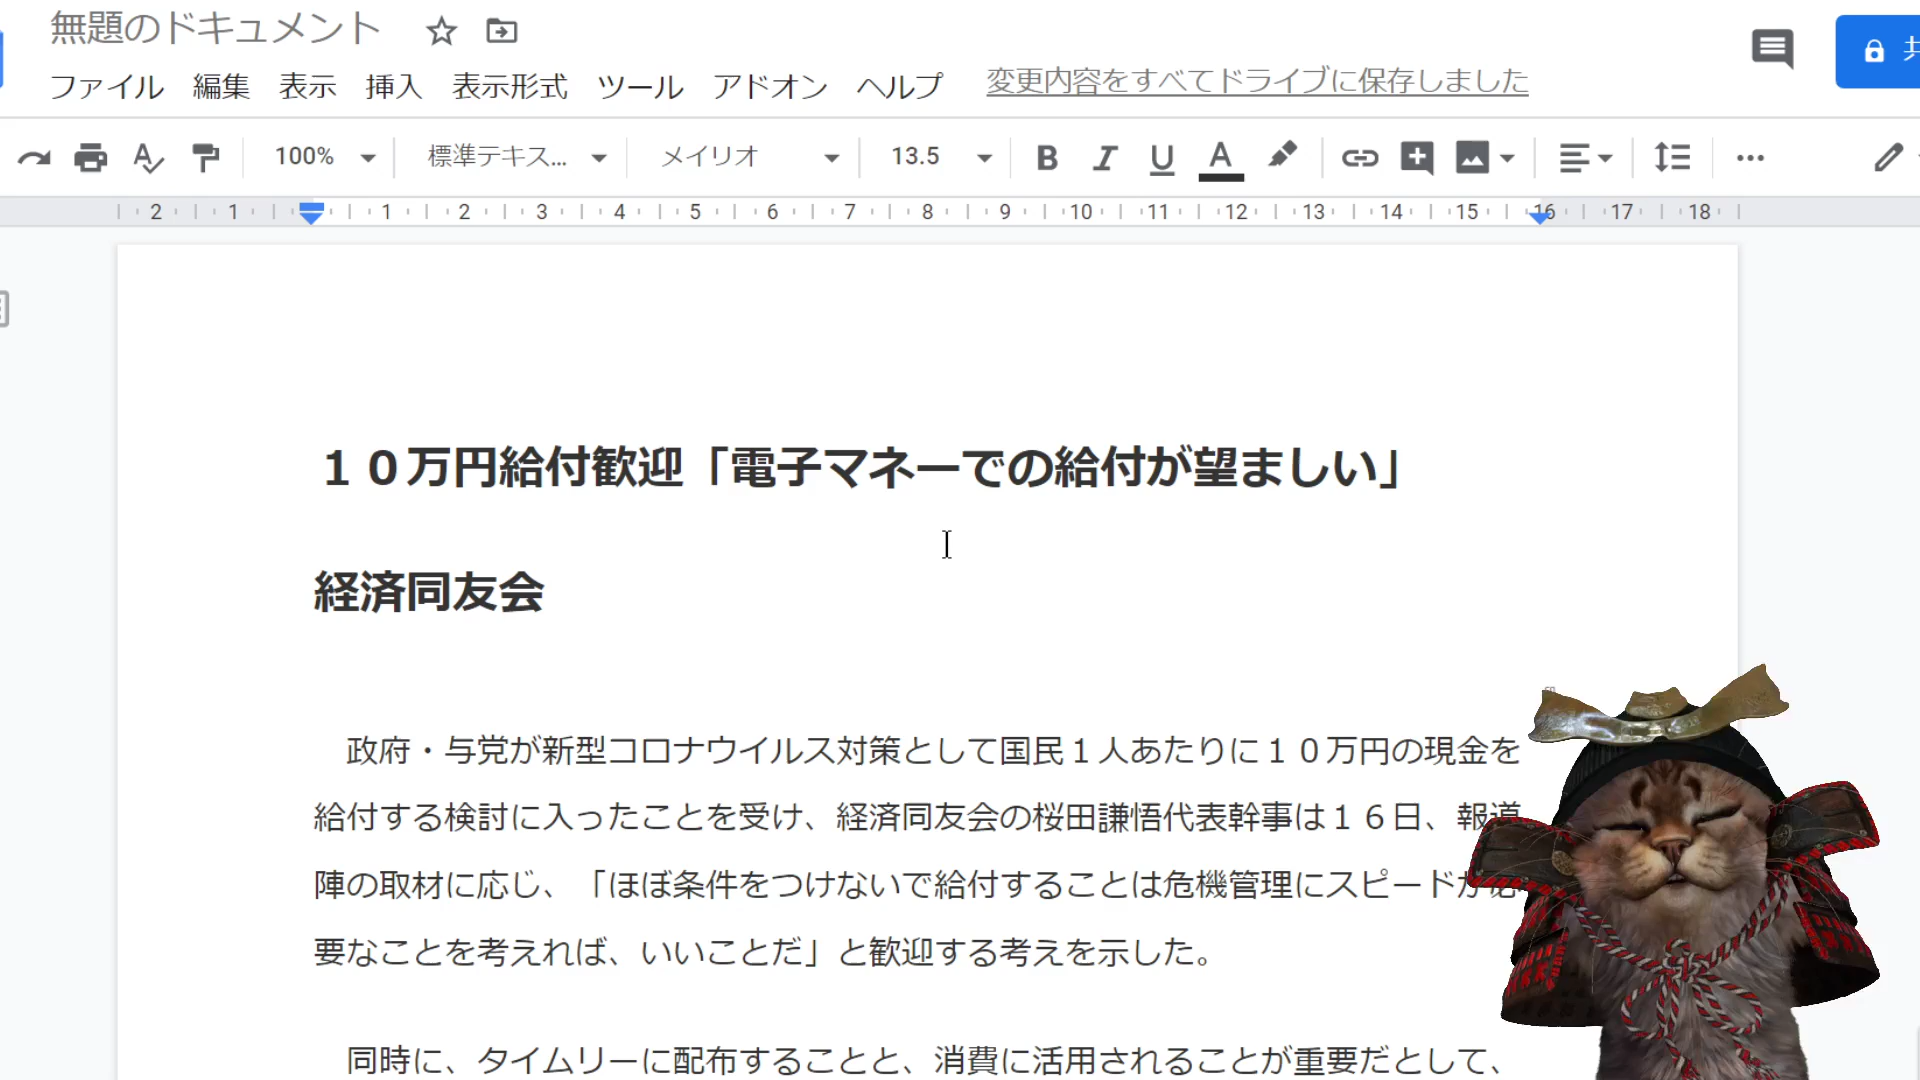 無題のドキュメント
ファイル 編集 表示 挿入 表示形式 ツール アドオン ヘルプ 変更内容をすべてドライブに保存しました
100% 標準テキス... メイリオ 13.5 B I U A
2 1 1 2 3 4 5 6 7 8 9 10 11 12 13 14 15 16 17 18
１０万円給付歓迎「電子マネーでの給付が望ましい」
経済同友会
政府・与党が新型コロナウイルス対策として国民１人あたりに１０万円の現金を
給付する検討に入ったことを受け、経済同友会の桜田謙悟代表幹事は１６日、報道
陣の取材に応じ、「ほぼ条件をつけないで給付することは危機管理にスピードが必
要なことを考えれば、いいことだ」と歓迎する考えを示した。
同時に、タイムリーに配布することと、消費に活用されることが重要だとして、